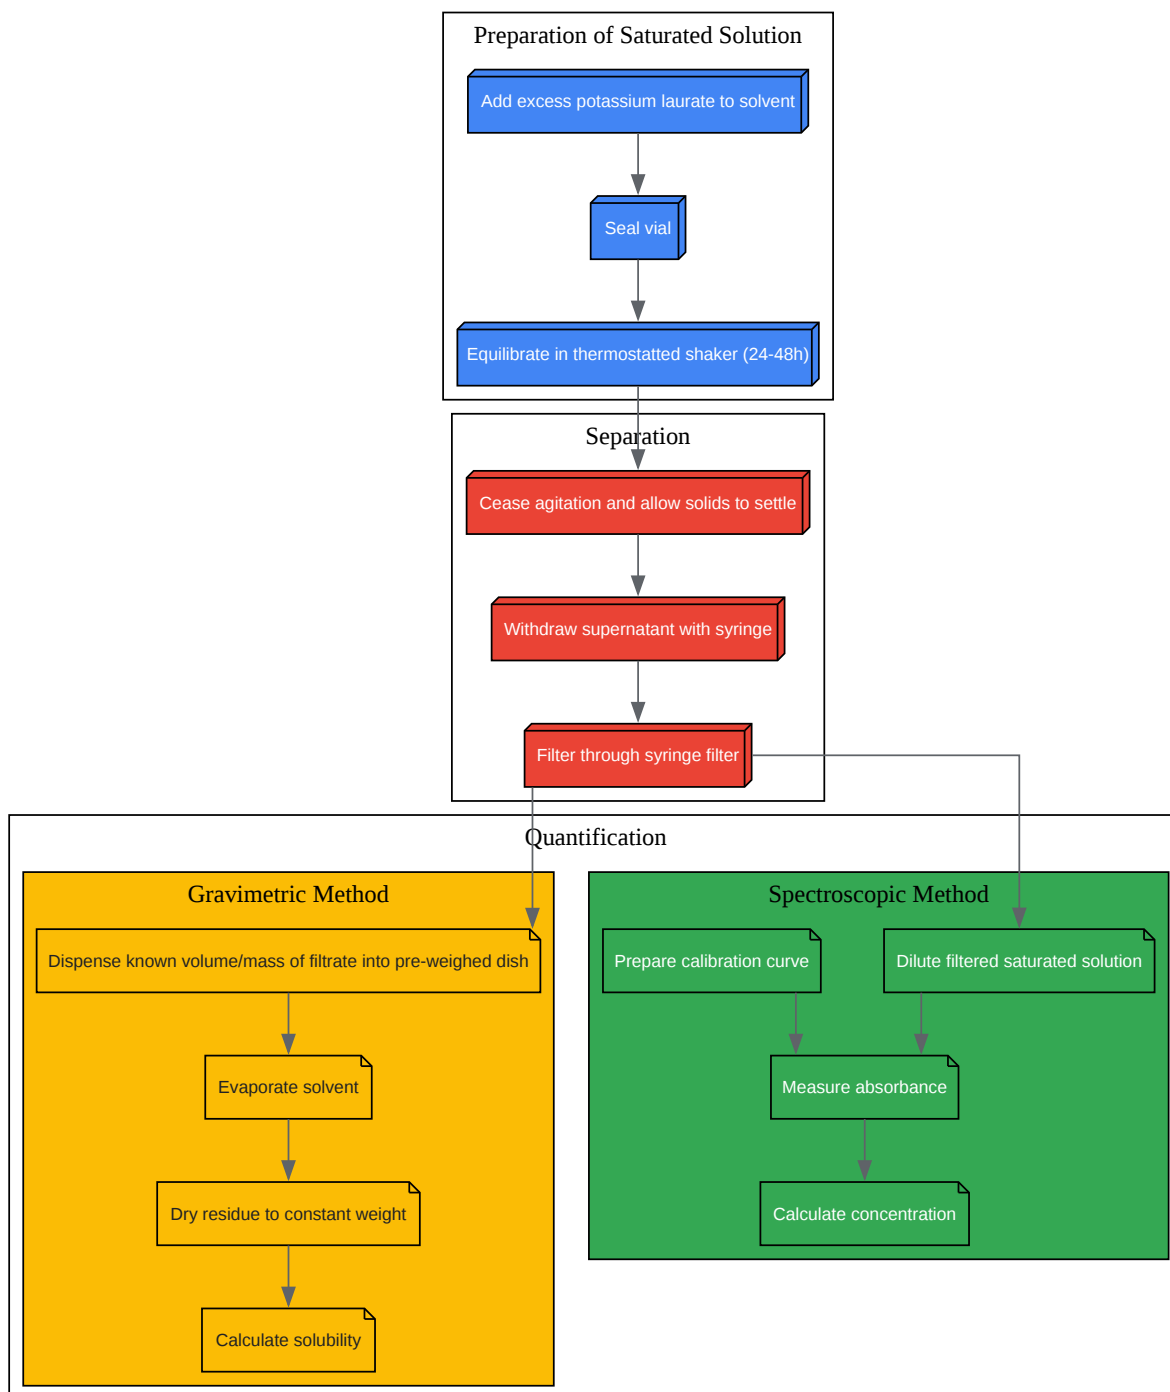 Preparation of Saturated Solution
Add excess potassium laurate to solvent
Seal vial
Equilibrate in thermostatted shaker (24-48h)
Separation
Cease agitation and allow solids to settle
Withdraw supernatant with syringe
Filter through syringe filter
Quantification
Gravimetric Method
Dispense known volume/mass of filtrate into pre-weighed dish
Evaporate solvent
Dry residue to constant weight
Calculate solubility
Spectroscopic Method
Prepare calibration curve
Dilute filtered saturated solution
Measure absorbance
Calculate concentration